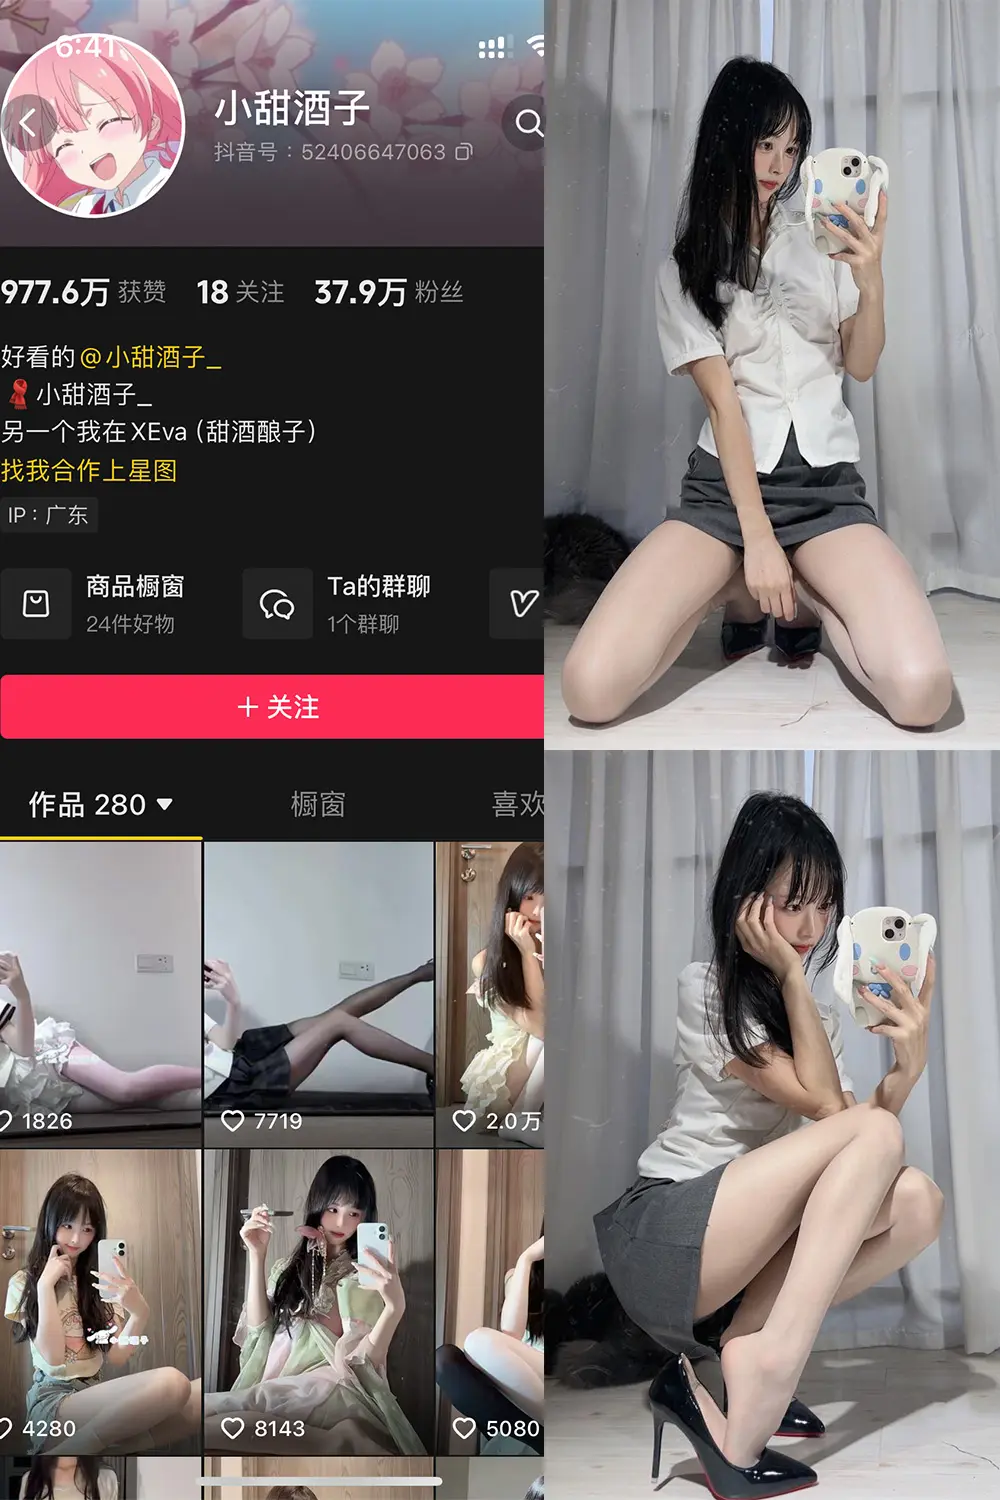 6:41
小甜酒子
抖音号：52406647063
977.6万 获赞 18 关注 37.9万 粉丝
好看的@小甜酒子_
小甜酒子_
另一个我在XEva（甜酒酿子）
找我合作上星图
IP：广东
商品橱窗
24件好物
Ta的群聊
1个群聊
+ 关注
作品 280 橱窗 喜欢
1826 7719 2.0万
4280 8143 5080